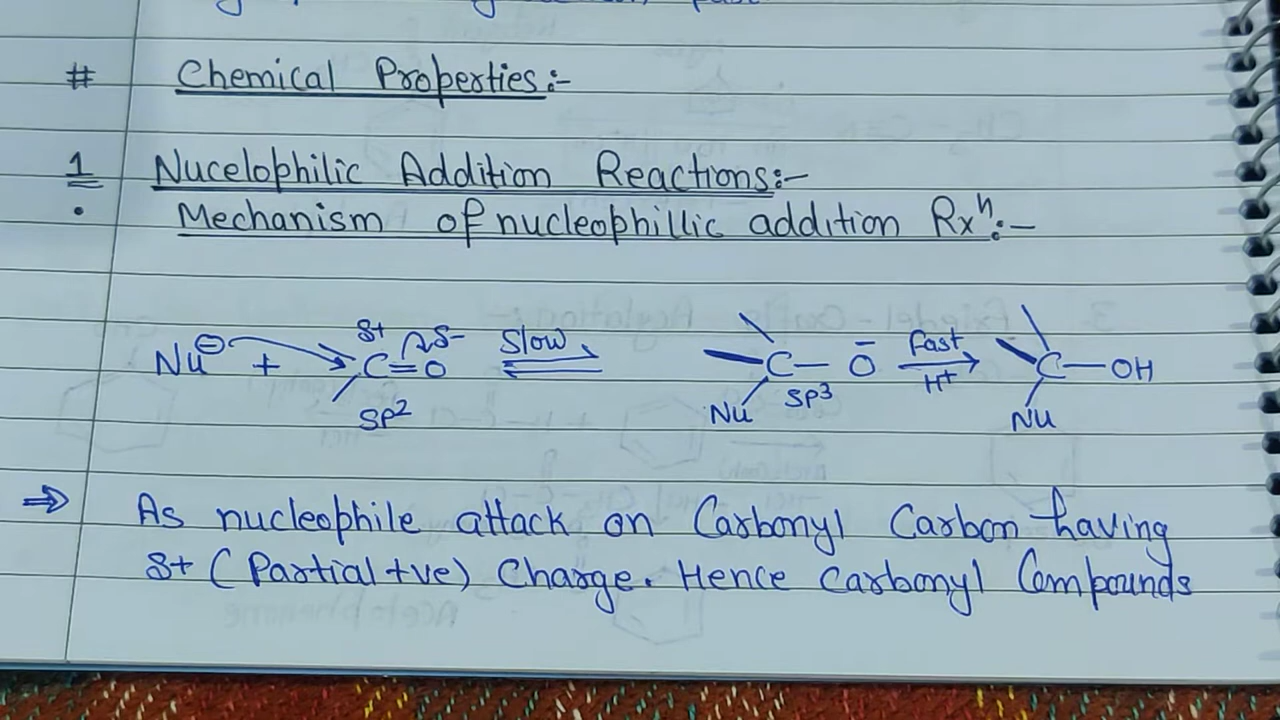 # Chemical Properties:-
1 Nucelophilic Addition Reactions:-
• Mechanism of nucleophillic addition Rxⁿ:-
Nu⊖ + δ+ C=O δ- sp² Slow ⇌ C–Ō Nu sp³ fast H⁺ → C–OH Nu
⇒ As nucleophile attack on Carbonyl Carbon having
δ+ (Partial +ve) Charge. Hence carbonyl Compounds